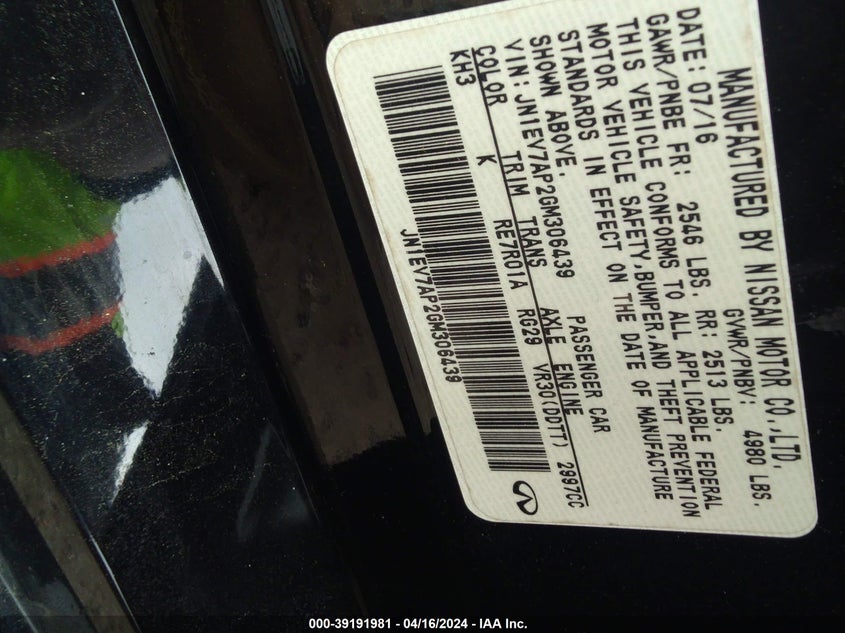 MANUFACTURED BY NISSAN MOTOR CO.,LTD.
DATE: 07/16 GVWR/PNBV: 4980 LBS.
GAWR/PNBE FR: 2546 LBS. RR: 2513 LBS.
THIS VEHICLE CONFORMS TO ALL APPLICABLE FEDERAL
MOTOR VEHICLE SAFETY,BUMPER,AND THEFT PREVENTION
STANDARDS IN EFFECT ON THE DATE OF MANUFACTURE
SHOWN ABOVE.
VIN: JN1EV7AP2GM306439 PASSENGER CAR
COLOR TRIM TRANS AXLE ENGINE
KH3 K RE7R01A RG29 VR30(DDTT) 2997CC
JN1EV7AP2GM306439
000-39191981 - 04/16/2024 - IAA Inc.